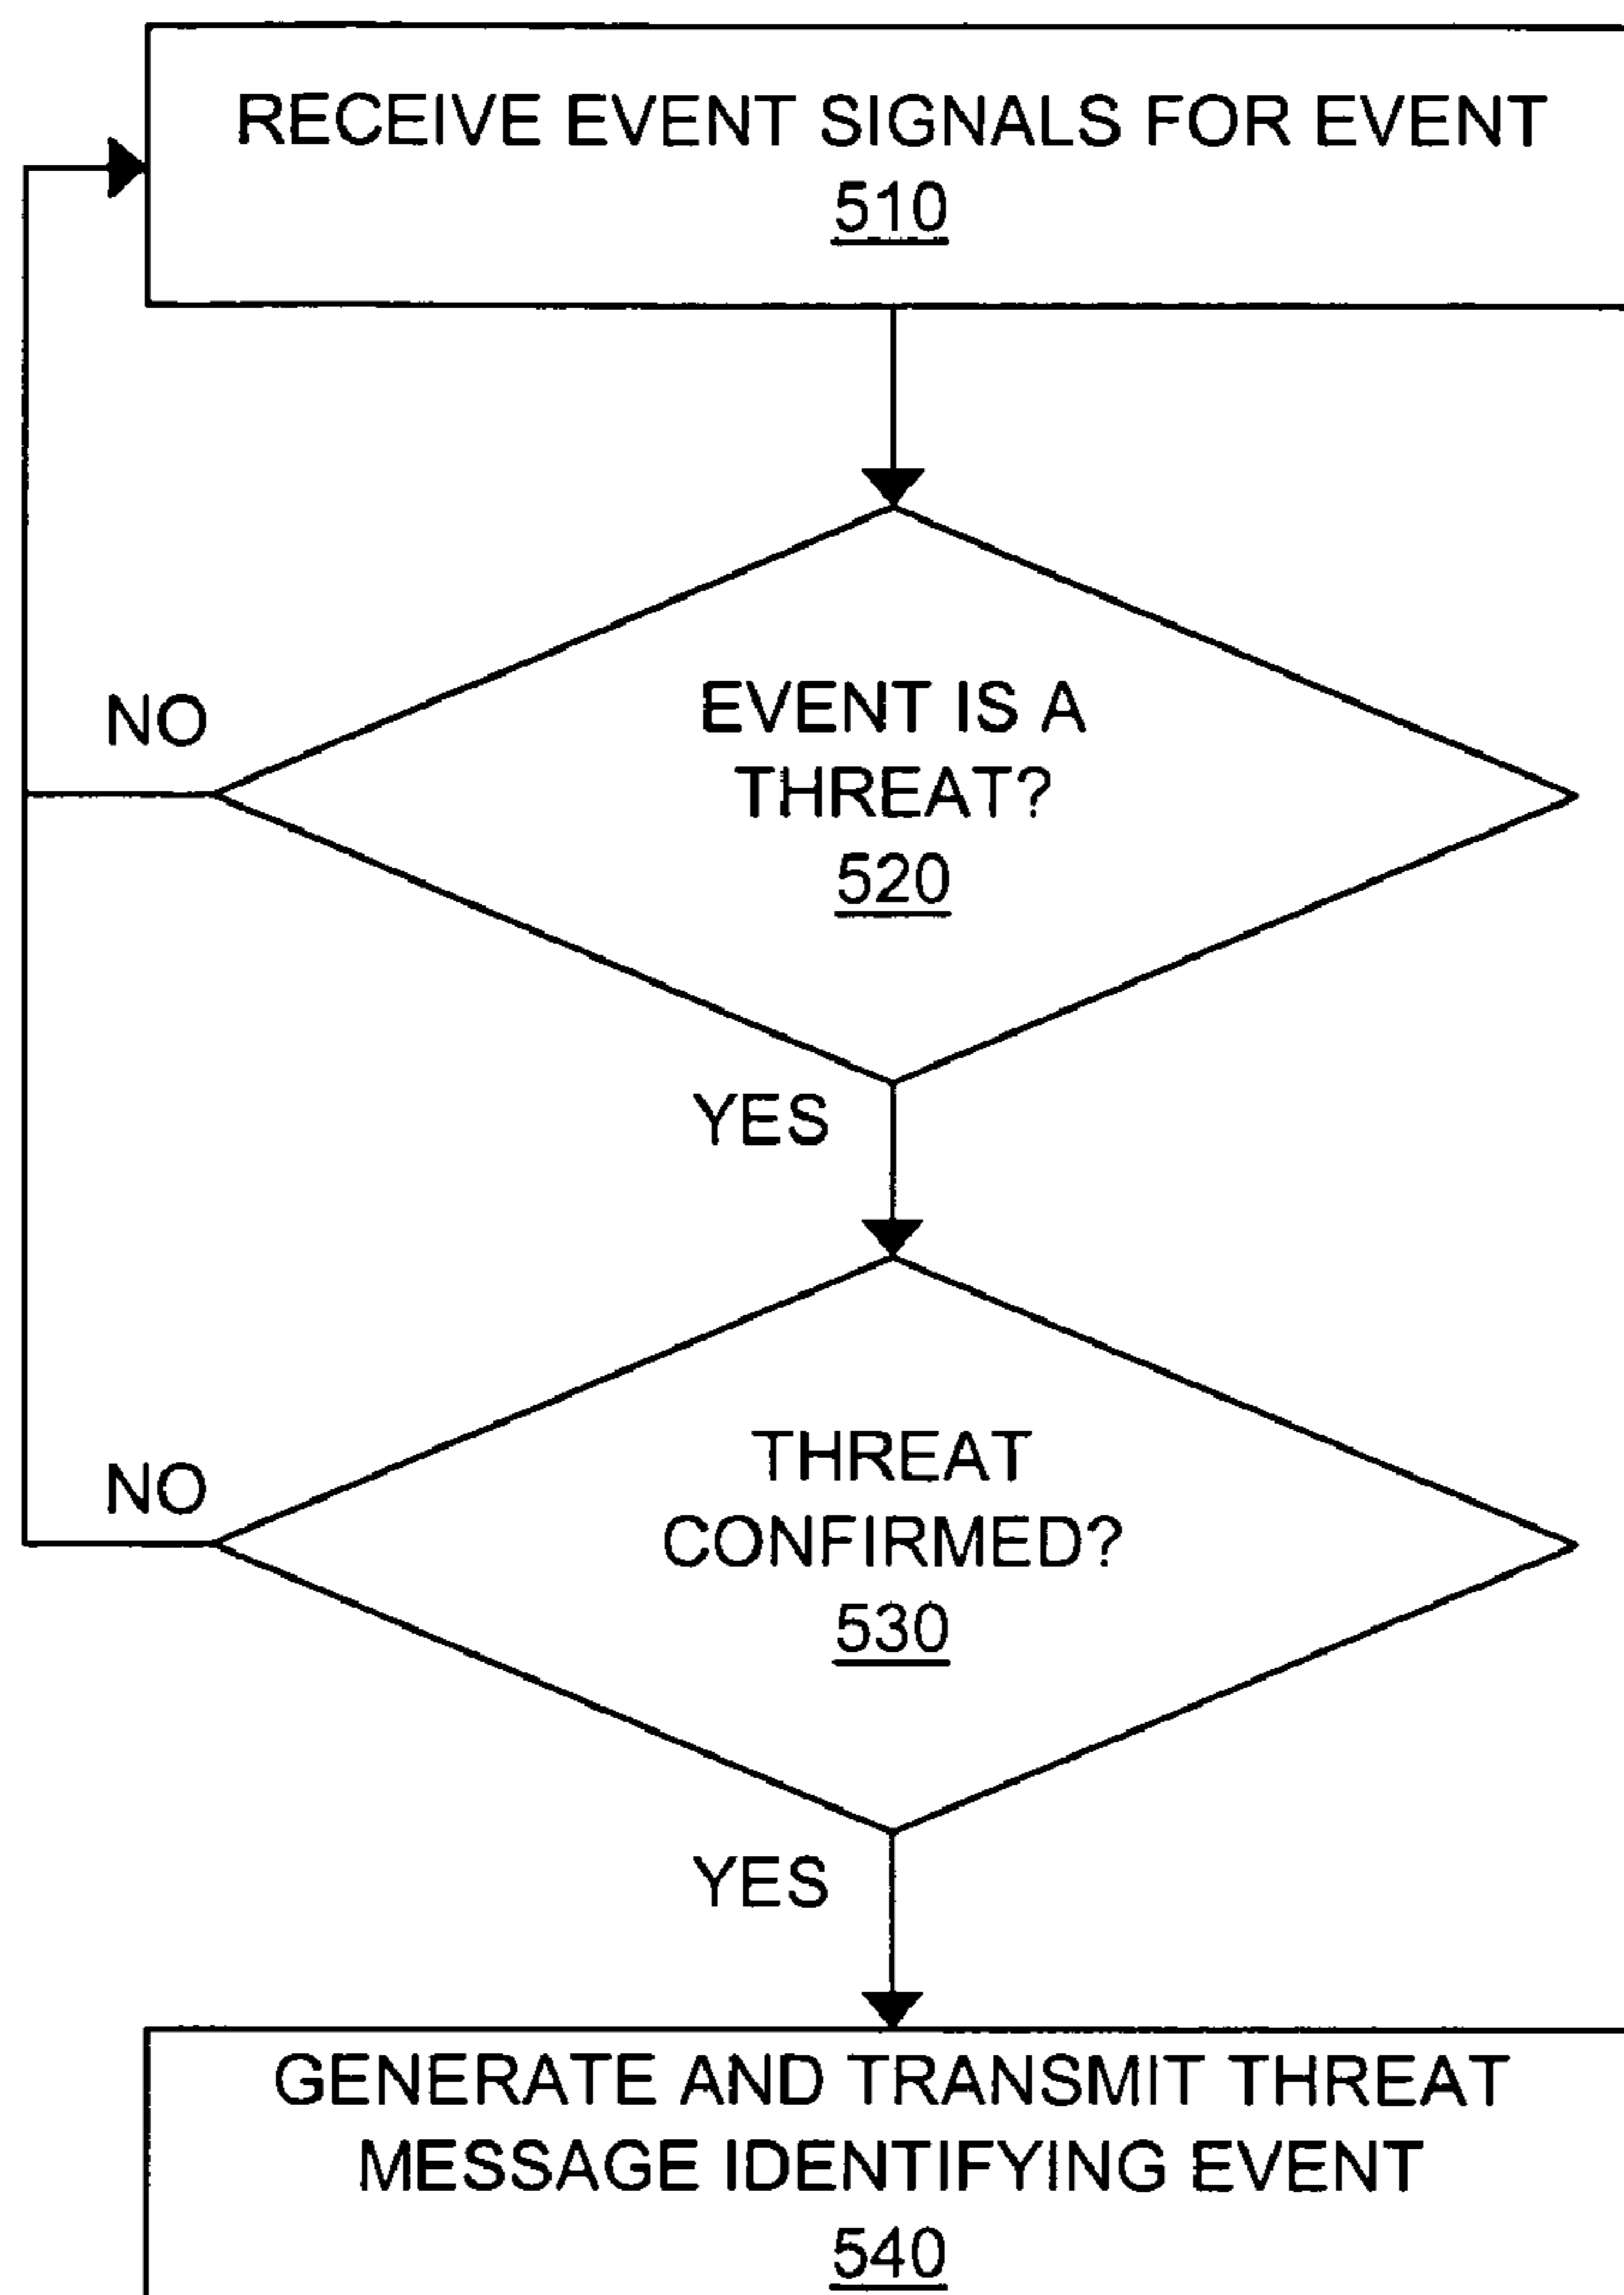 RECEIVE EVENT SIGNALS FOR EVENT
510
EVENT IS A
THREAT?
520
NO
YES
THREAT
CONFIRMED?
530
NO
YES
GENERATE AND TRANSMIT THREAT
MESSAGE IDENTIFYING EVENT
540